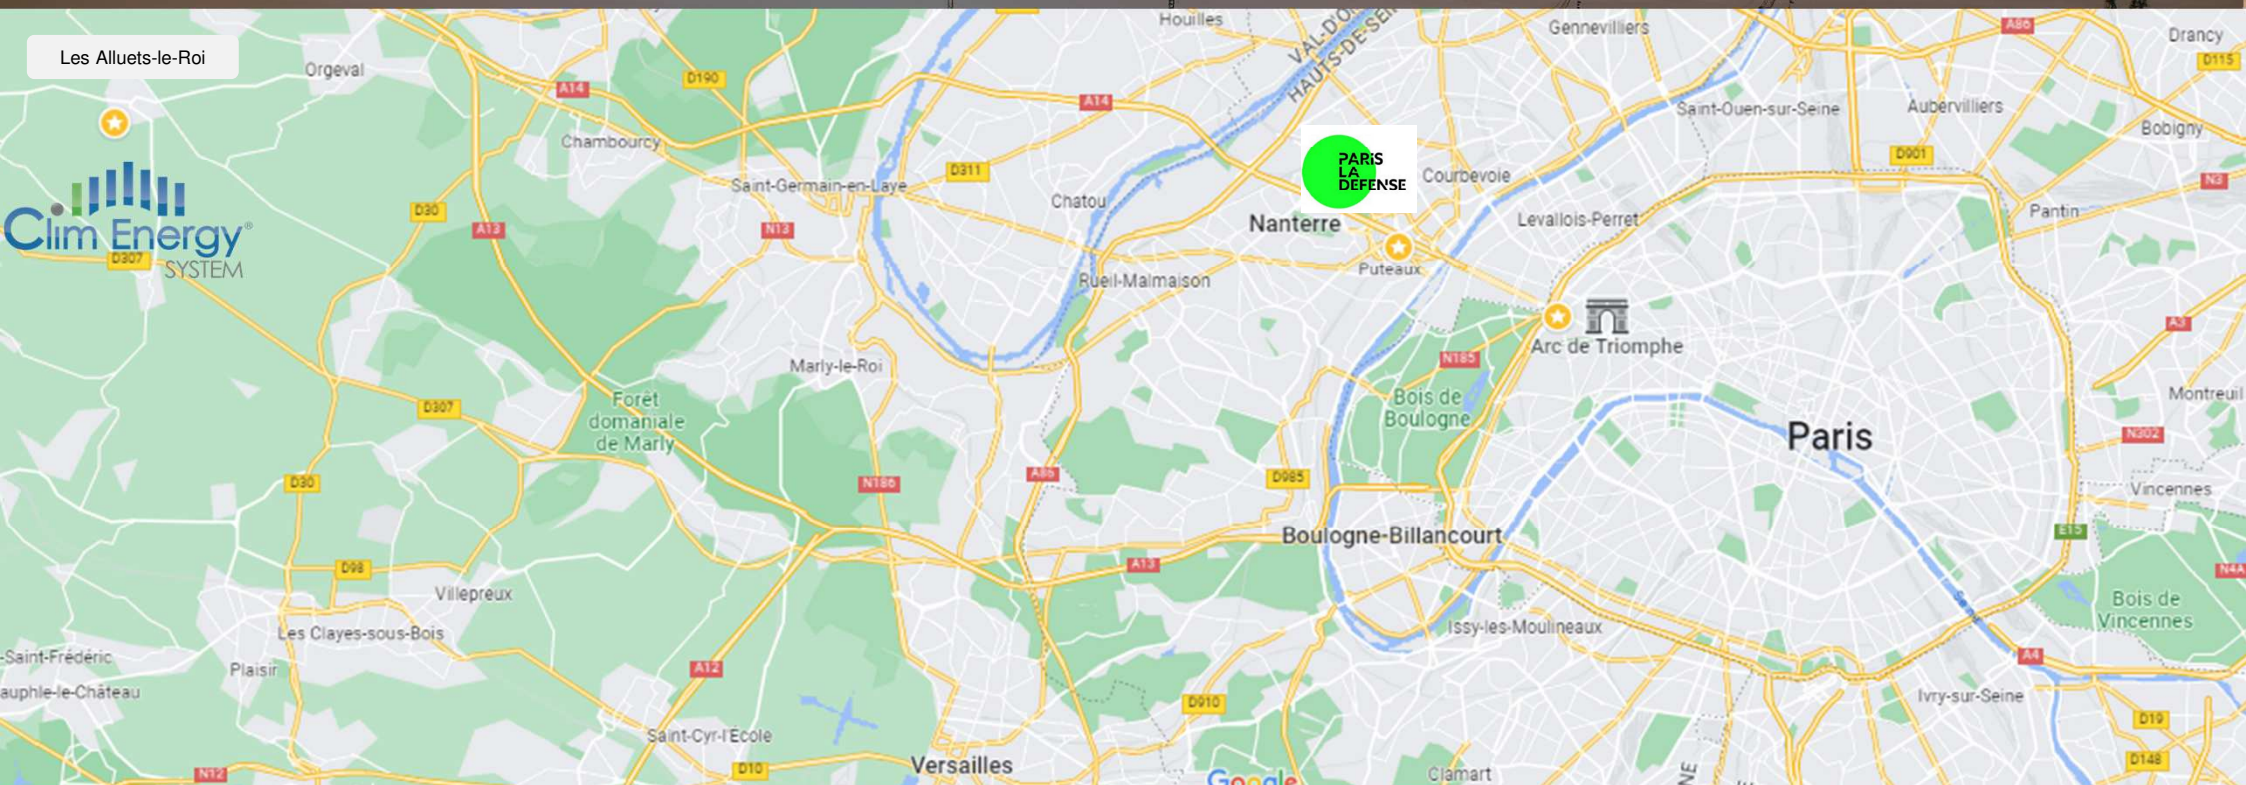 Houilles
VAL-D'O
HAUTS-DE-SE
Gennevilliers
A86
Drancy
Les Alluets-le-Roi
Orgeval
A14
D190
A14
D115
Saint-Ouen-sur-Seine
Aubervilliers
Bobigny
Chambourcy
D311
PARIS
LA
DEFENSE
Courbevoie
D901
N3
Saint-Germain-en-Laye
Chatou
D30
A13
N13
Nanterre
Levallois-Perret
Pantin
Clim Energy®
SYSTEM
D307
Rueil-Malmaison
Puteaux
A3
Arc de Triomphe
Marly-le-Roi
N185
Montreuil
D307
Forêt
domaniale
de Marly
Bois de
Boulogne
Paris
N302
D30
N186
A86
D985
Vincennes
Boulogne-Billancourt
E15
D98
A13
N4A
Villepreux
Bois de
Vincennes
Les Clayes-sous-Bois
Issy-les-Moulineaux
-Saint-Frédéric
Plaisir
A12
A4
auphle-le-Château
D910
Ivry-sur-Seine
D19
Saint-Cyr-l'École
D148
N12
D10
Versailles
Google
Clamart
NE